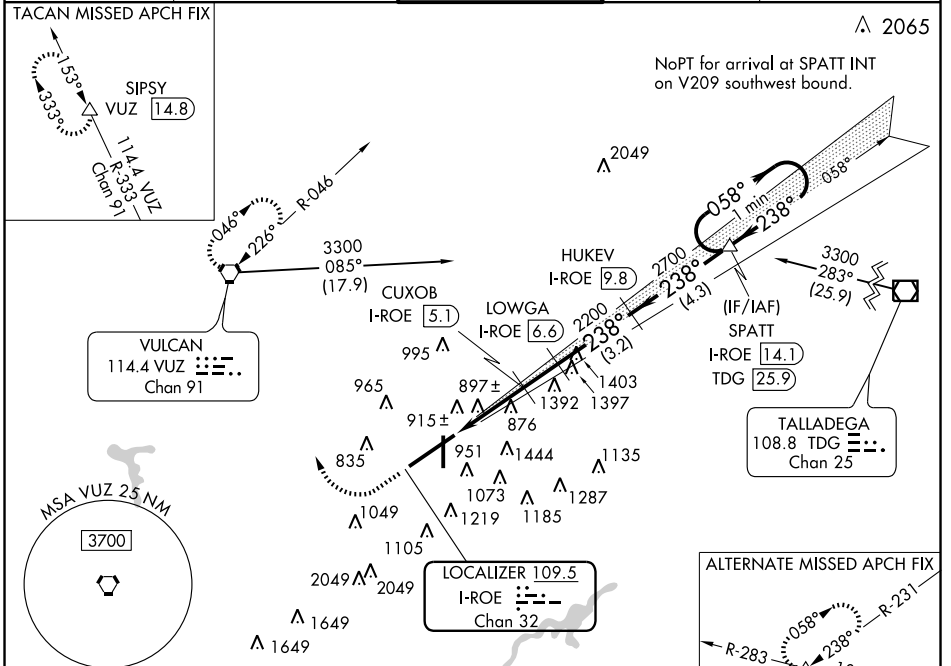 TACAN MISSED APCH FIX
153°
333°
SIPSY
VUZ 14.8
114.4 VUZ
R-333
Chan 91
2065
NoPT for arrival at SPATT INT
on V209 southwest bound.
2049
046°
226°
R-046
3300
085°
(17.9)
VULCAN
114.4 VUZ
Chan 91
058°
1 min
238°
058°
HUKEV
I-ROE 9.8
2700
238°
(4.3)
CUXOB
I-ROE 5.1
LOWGA
I-ROE 6.6
2200
238°
(3.2)
3300
283°
(25.9)
(IF/IAF)
SPATT
I-ROE 14.1
TDG 25.9
TALLADEGA
108.8 TDG
Chan 25
995
965
897±
915±
876
1392
1397
1403
835
951
1444
1135
1073
1287
1185
1049
1219
1105
2049
2049
1649
1649
MSA VUZ 25 NM
3700
LOCALIZER 109.5
I-ROE
Chan 32
ALTERNATE MISSED APCH FIX
R-231
058°
238°
R-283